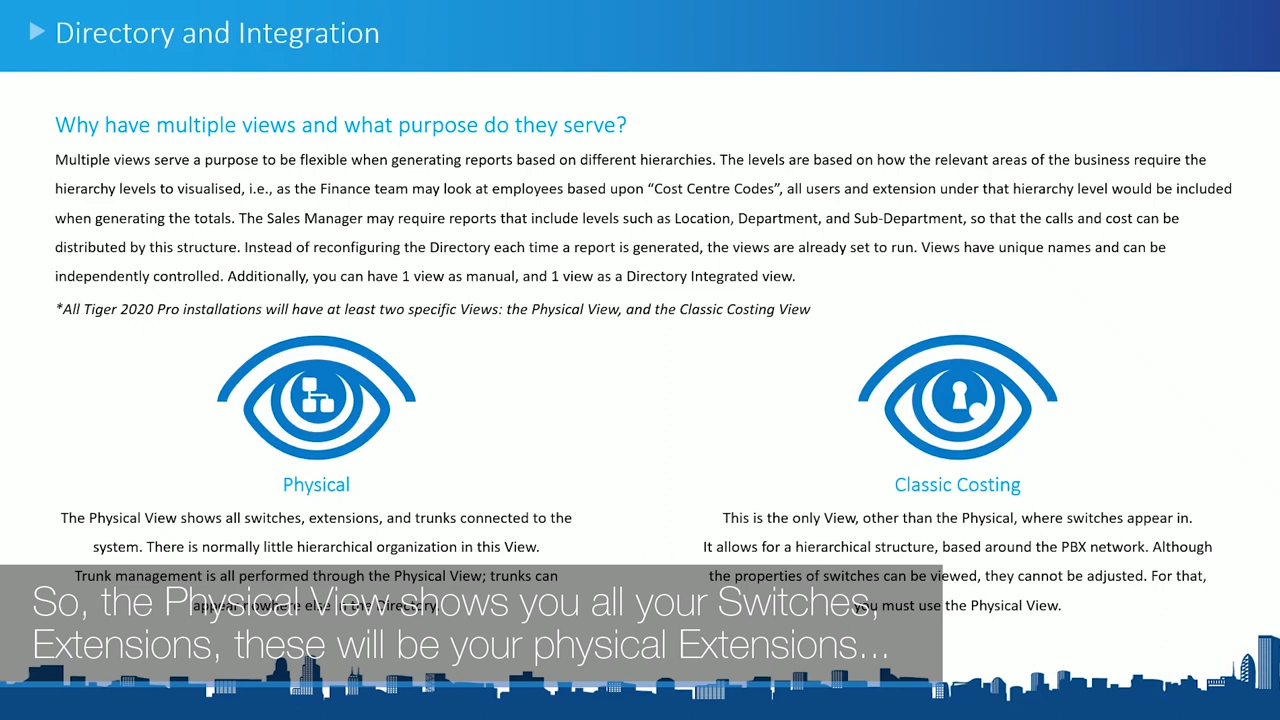 Directory and Integration
Why have multiple views and what purpose do they serve?
Multiple views serve a purpose to be flexible when generating reports based on different hierarchies. The levels are based on how the relevant areas of the business require the
hierarchy levels to visualised, i.e., as the Finance team may look at employees based upon “Cost Centre Codes”, all users and extension under that hierarchy level would be included
when generating the totals. The Sales Manager may require reports that include levels such as Location, Department, and Sub-Department, so that the calls and cost can be
distributed by this structure. Instead of reconfiguring the Directory each time a report is generated, the views are already set to run. Views have unique names and can be
independently controlled. Additionally, you can have 1 view as manual, and 1 view as a Directory Integrated view.
*All Tiger 2020 Pro installations will have at least two specific Views: the Physical View, and the Classic Costing View
Physical
The Physical View shows all switches, extensions, and trunks connected to the
system. There is normally little hierarchical organization in this View.
Trunk management is all performed through the Physical View; trunks can
appear nowhere else in the Directory.
Classic Costing
This is the only View, other than the Physical, where switches appear in.
It allows for a hierarchical structure, based around the PBX network. Although
the properties of switches can be viewed, they cannot be adjusted. For that,
you must use the Physical View.
So, the Physical View shows you all your Switches,
Extensions, these will be your physical Extensions...